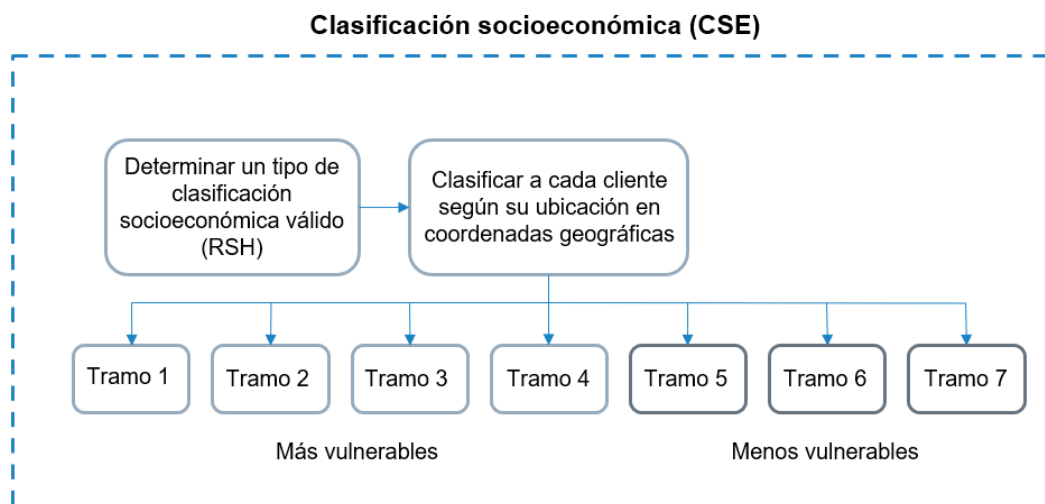 Clasificación socioeconómica (CSE)
Determinar un tipo de
clasificación
socioeconómica válido
(RSH)
Clasificar a cada cliente
según su ubicación en
coordenadas geográficas
Tramo 1
Tramo 2
Tramo 3
Tramo 4
Tramo 5
Tramo 6
Tramo 7
Más vulnerables
Menos vulnerables